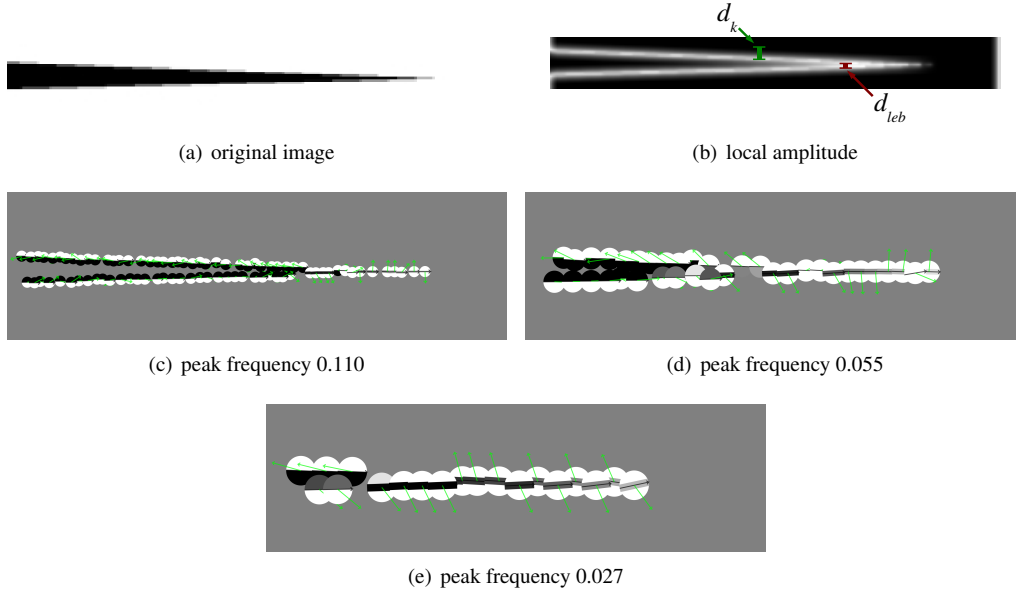 d_k
d_leb
(a) original image
(b) local amplitude
(c) peak frequency 0.110
(d) peak frequency 0.055
(e) peak frequency 0.027